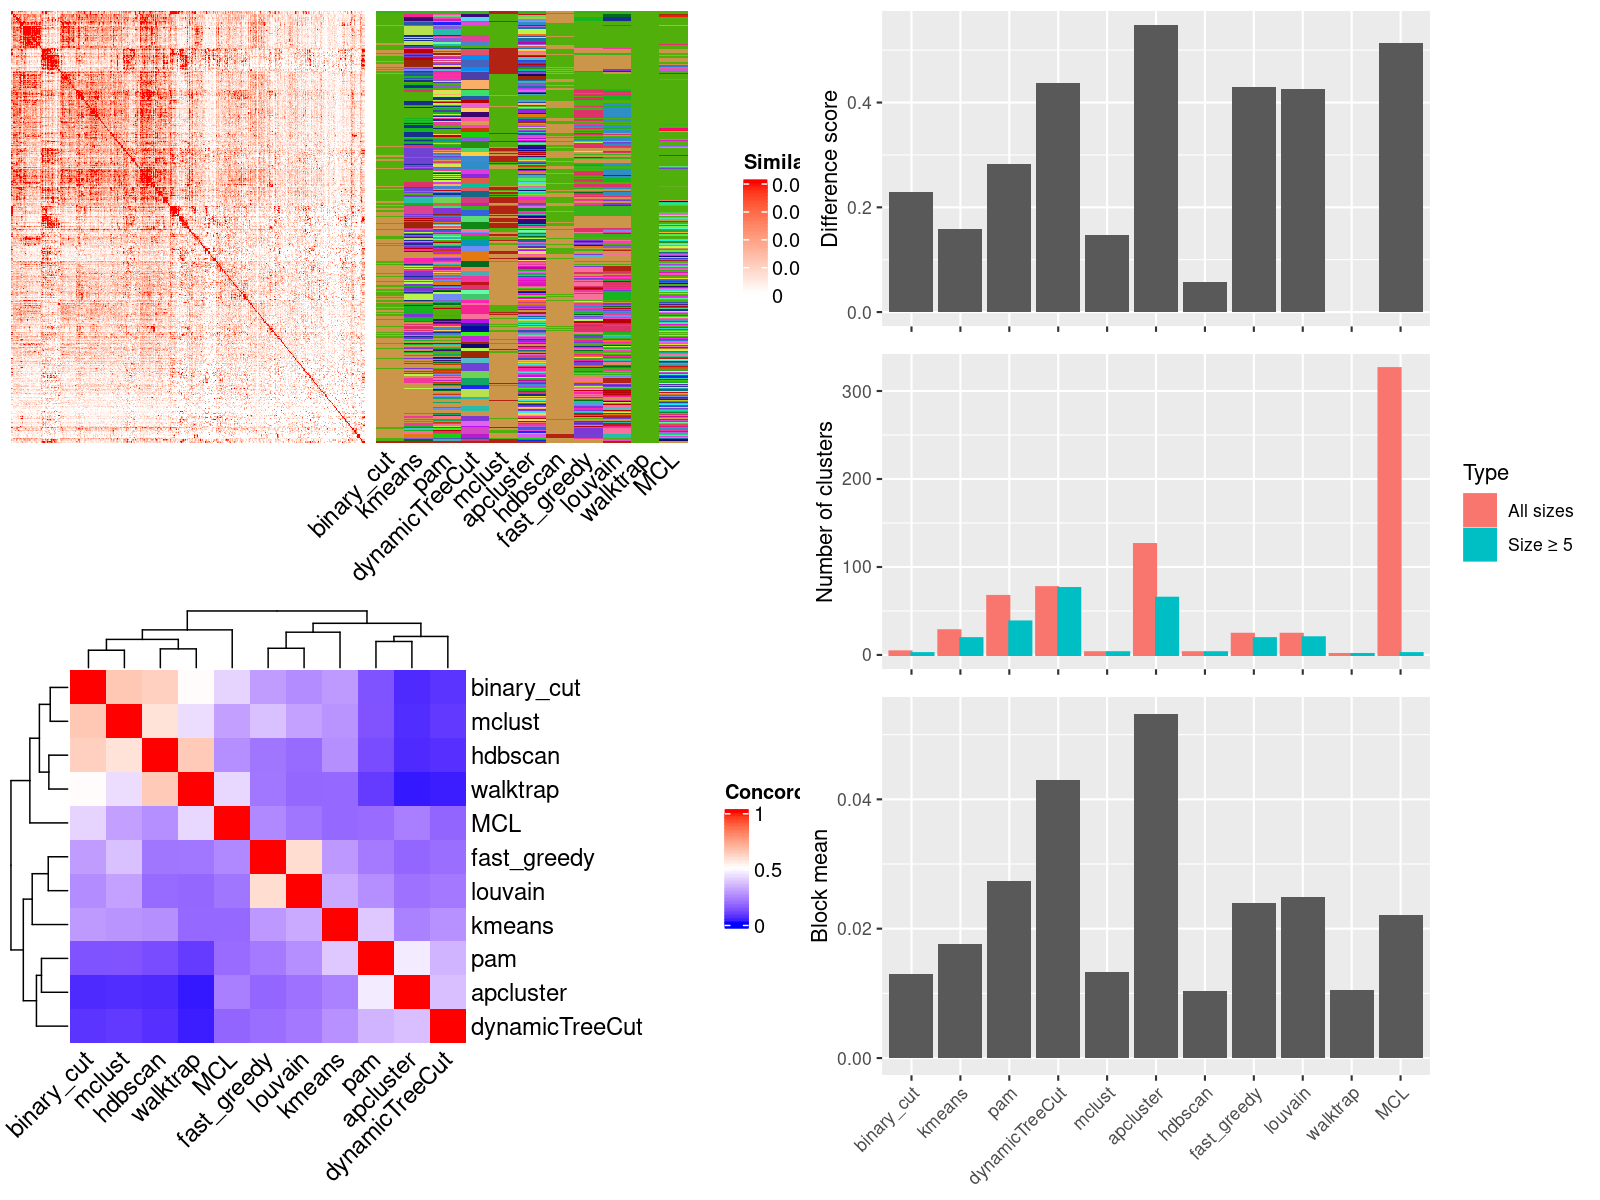 Simila
0.0
0.0
0.0
0.0
0
binary_cut
kmeans
pam
dynamicTreeCut
mclust
apcluster
hdbscan
fast_greedy
louvain
walktrap
MCL
binary_cut
mclust
hdbscan
walktrap
MCL
fast_greedy
louvain
kmeans
pam
apcluster
dynamicTreeCut
binary_cut
mclust
hdbscan
walktrap
MCL
fast_greedy
louvain
kmeans
pam
apcluster
dynamicTreeCut
Concord
1
0.5
0
Difference score
0.4
0.2
0.0
Number of clusters
300
200
100
0
Type
All sizes
Size ≥ 5
Block mean
0.04
0.02
0.00
binary_cut
kmeans
pam
dynamicTreeCut
mclust
apcluster
hdbscan
fast_greedy
louvain
walktrap
MCL